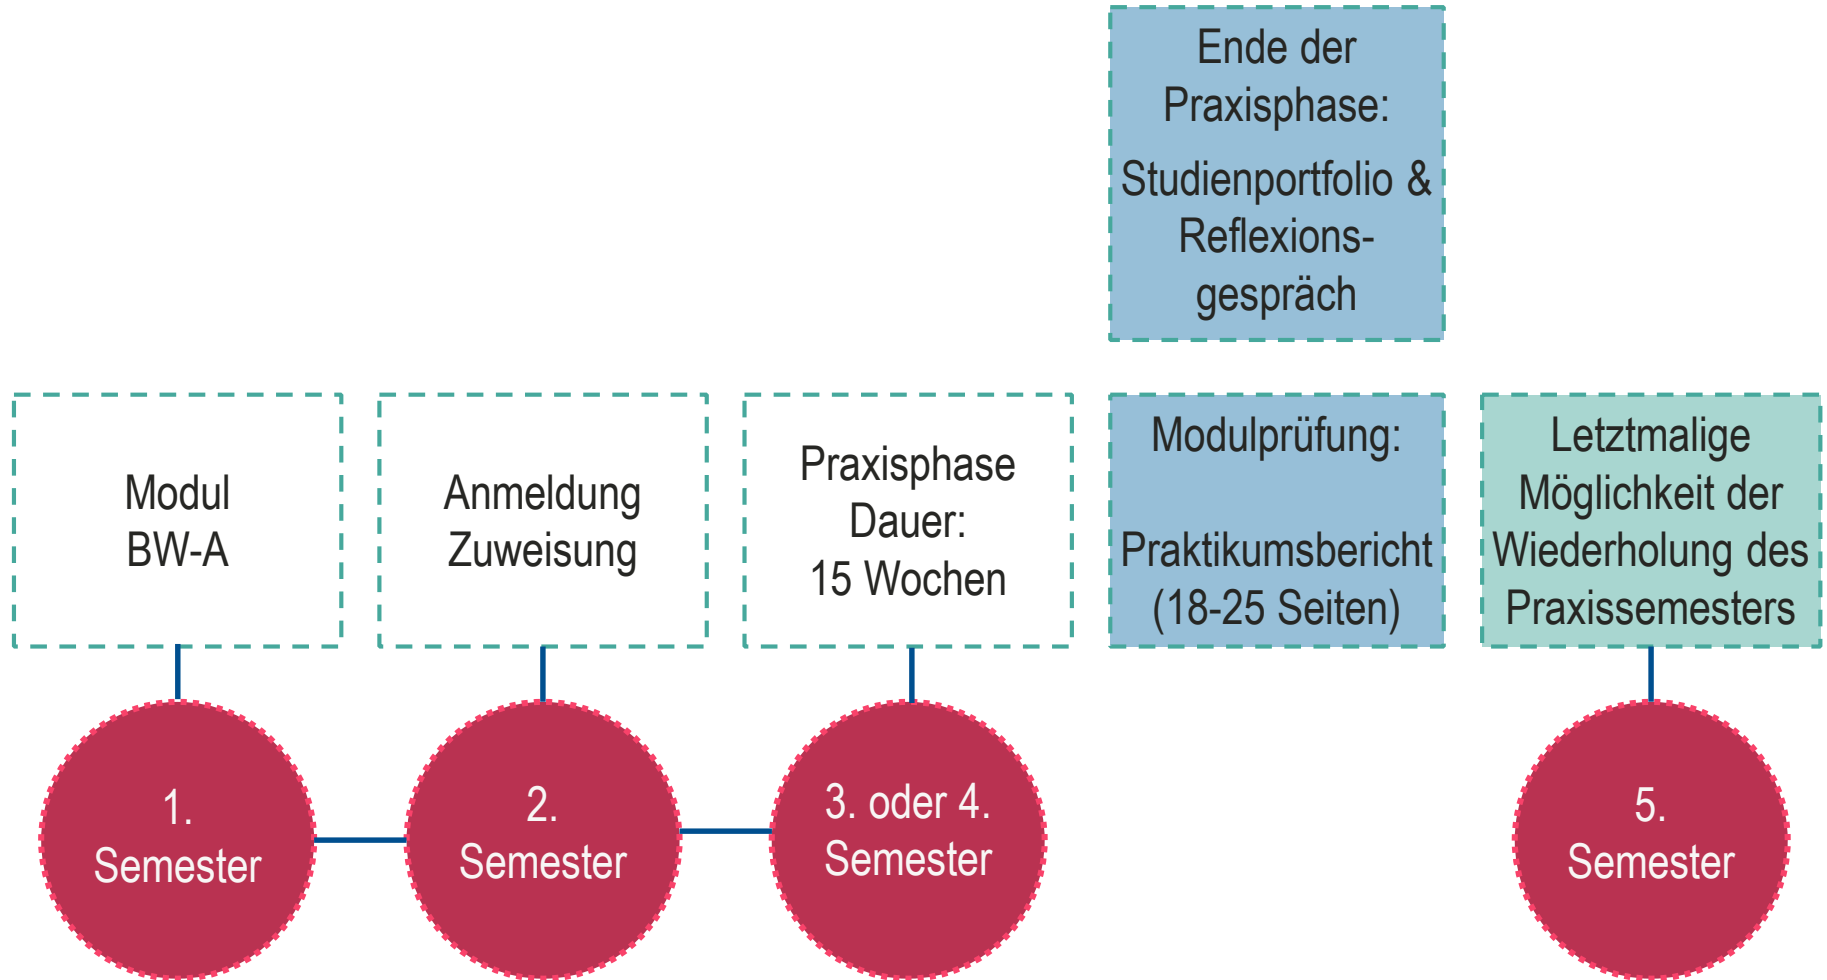 Ende der
Praxisphase:
Studienportfolio &
Reflexions-
gespräch
Modul
BW-A
Anmeldung
Zuweisung
Praxisphase
Dauer:
15 Wochen
Modulprüfung:
Praktikumsbericht
(18-25 Seiten)
Letztmalige
Möglichkeit der
Wiederholung des
Praxissemesters
1.
Semester
2.
Semester
3. oder 4.
Semester
5.
Semester